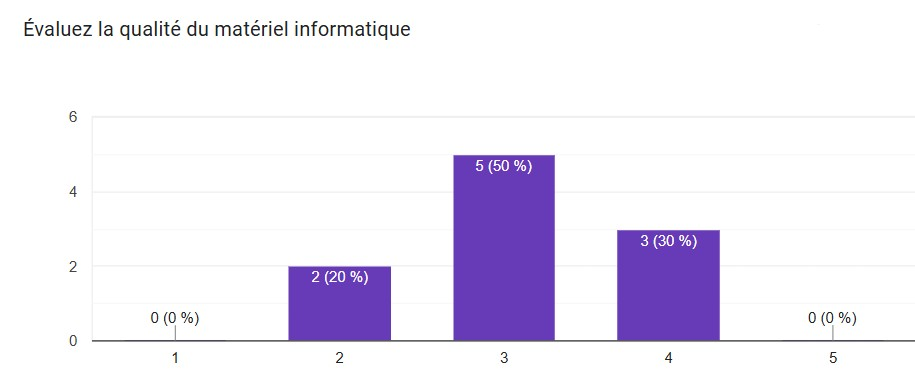 Évaluez la qualité du matériel informatique
6
5 (50 %)
4
3 (30 %)
2
2 (20 %)
0 (0 %)
0 (0 %)
0
1 2 3 4 5